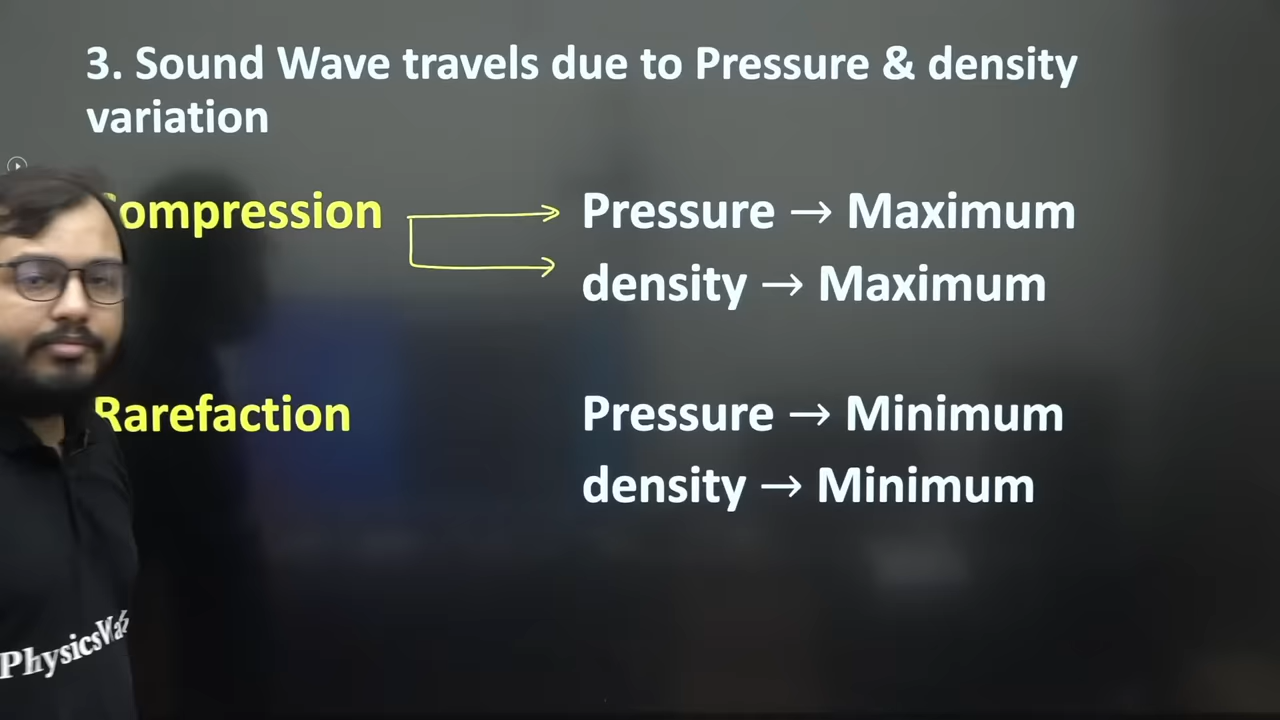 3. Sound Wave travels due to Pressure & density
variation
ompression
Pressure → Maximum
density → Maximum
Rarefaction
Pressure → Minimum
density → Minimum
PhysicsWa